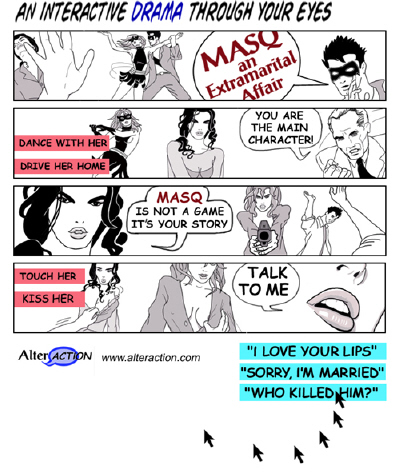 AN INTERACTIVE DRAMA THROUGH YOUR EYES
MASQ
an
Extramarital
Affair
DANCE WITH HER
DRIVE HER HOME
YOU ARE
THE MAIN
CHARACTER!
MASQ
IS NOT A GAME
IT'S YOUR STORY
TOUCH HER
KISS HER
TALK
TO ME
AlterACTION www.alteraction.com
"I LOVE YOUR LIPS"
"SORRY, I'M MARRIED"
"WHO KILLED HIM?"